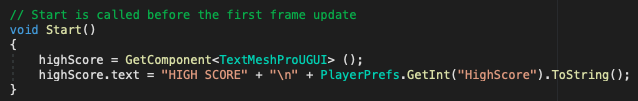 // Start is called before the first frame update
void Start()
{
highScore = GetComponent<TextMeshProUGUI> ();
highScore.text = "HIGH SCORE" + "\n" + PlayerPrefs.GetInt("HighScore").ToString();
}